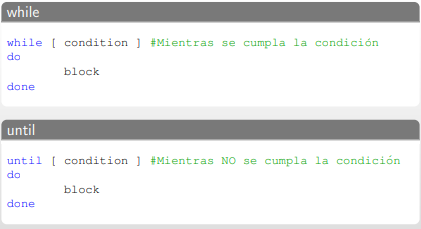 while
while [ condition ] #Mientras se cumpla la condición
do
block
done
until
until [ condition ] #Mientras NO se cumpla la condición
do
block
done